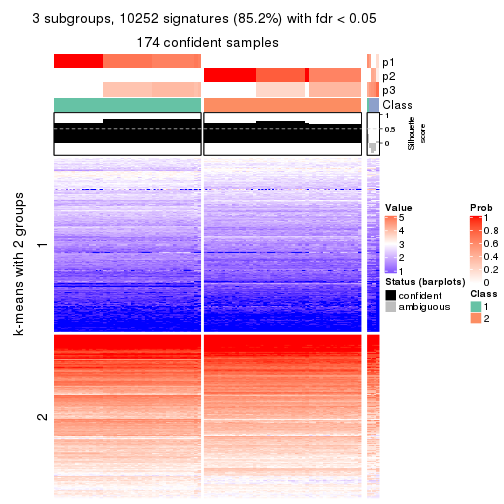 3 subgroups, 10252 signatures (85.2%) with fdr < 0.05
174 confident samples
p1
p2
p3
Class
1
0.5
0
Silhouette
score
k-means with 2 groups
1
2
Value
5
4
3
2
1
Status (barplots)
confident
ambiguous
Prob
1
0.8
0.6
0.4
0.2
0
Class
1
2